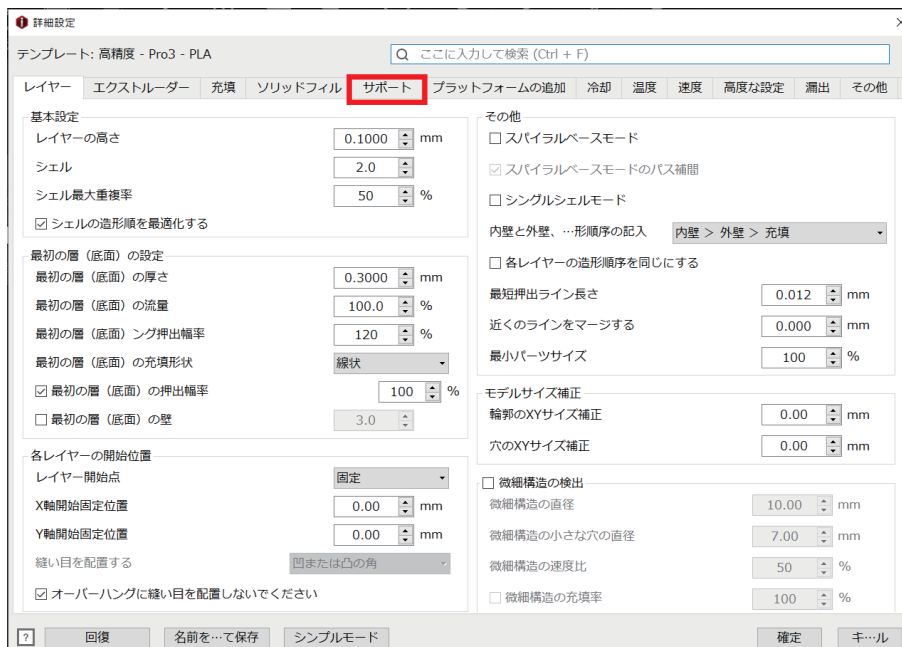 詳細設定
テンプレート: 高精度 - Pro3 - PLA
ここに入力して検索 (Ctrl + F)
レイヤー エクストルーダー 充填 ソリッドフィル サポート プラットフォームの追加 冷却 温度 速度 高度な設定 漏出 その他
基本設定
レイヤーの高さ 0.1000 mm
シェル 2.0
シェル最大重複率 50 %
シェルの造形順を最適化する
最初の層（底面）の設定
最初の層（底面）の厚さ 0.3000 mm
最初の層（底面）の流量 100.0 %
最初の層（底面）ング押出幅率 120 %
最初の層（底面）の充填形状 線状
最初の層（底面）の押出幅率 100 %
最初の層（底面）の壁 3.0
各レイヤーの開始位置
レイヤー開始点 固定
X軸開始固定位置 0.00 mm
Y軸開始固定位置 0.00 mm
縫い目を配置する 凹または凸の角
オーバーハングに縫い目を配置しないでください
その他
スパイラルベースモード
スパイラルベースモードのパス補間
シングルシェルモード
内壁と外壁、…形順序の記入 内壁 > 外壁 > 充填
各レイヤーの造形順序を同じにする
最短押出ライン長さ 0.012 mm
近くのラインをマージする 0.000 mm
最小パーツサイズ 100 %
モデルサイズ補正
輪郭のXYサイズ補正 0.00 mm
穴のXYサイズ補正 0.00 mm
微細構造の検出
微細構造の直径 10.00 mm
微細構造の小さな穴の直径 7.00 mm
微細構造の速度比 50 %
微細構造の充填率 100 %
? 回復 名前を…て保存 シンプルモード 確定 キ…ル